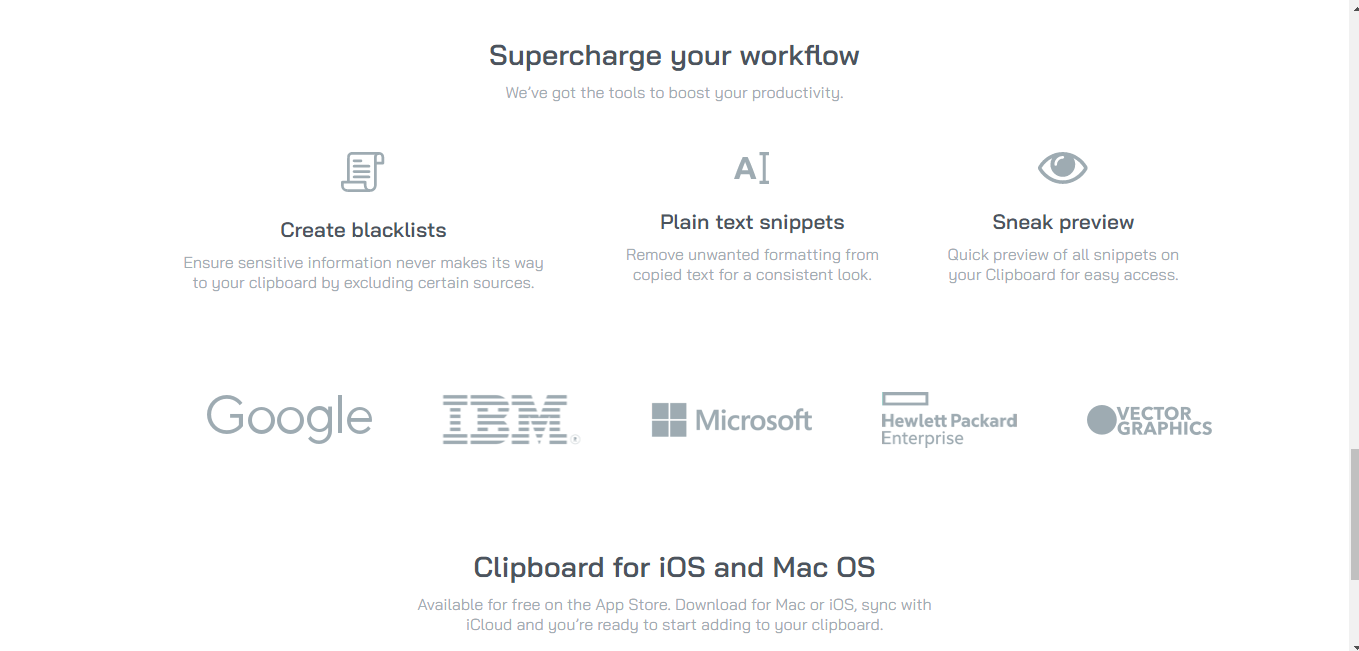 Supercharge your workflow
We’ve got the tools to boost your productivity.
A
Create blacklists
Ensure sensitive information never makes its way
to your clipboard by excluding certain sources.
Plain text snippets
Remove unwanted formatting from
copied text for a consistent look.
Sneak preview
Quick preview of all snippets on
your Clipboard for easy access.
Google
IBM®
Microsoft
Hewlett Packard
Enterprise
VECTOR
GRAPHICS
Clipboard for iOS and Mac OS
Available for free on the App Store. Download for Mac or iOS, sync with
iCloud and you’re ready to start adding to your clipboard.